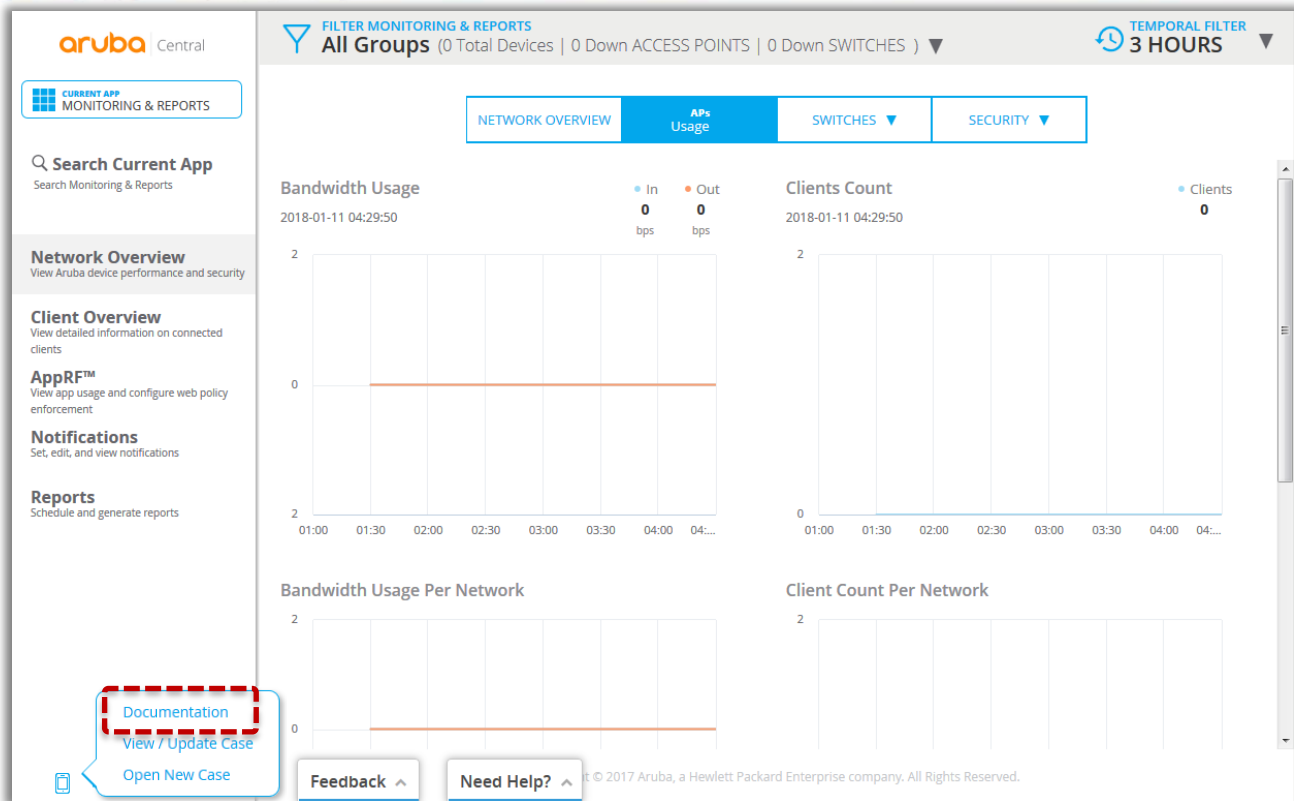 aruba Central
CURRENT APP
MONITORING & REPORTS
Search Current App
Search Monitoring & Reports
Network Overview
View Aruba device performance and security
Client Overview
View detailed information on connected
clients
AppRF™
View app usage and configure web policy
enforcement
Notifications
Set, edit, and view notifications
Reports
Schedule and generate reports
Documentation
View / Update Case
Open New Case
FILTER MONITORING & REPORTS
All Groups (0 Total Devices | 0 Down ACCESS POINTS | 0 Down SWITCHES )
TEMPORAL FILTER
3 HOURS
NETWORK OVERVIEW
APs
Usage
SWITCHES
SECURITY
Bandwidth Usage
2018-01-11 04:29:50
In Out
0 0
bps bps
2
0
2
01:00 01:30 02:00 02:30 03:00 03:30 04:00 04:...
Clients Count
2018-01-11 04:29:50
Clients
0
2
0
01:00 01:30 02:00 02:30 03:00 03:30 04:00 04:...
Bandwidth Usage Per Network
2
0
Client Count Per Network
2
Feedback
Need Help?
© 2017 Aruba, a Hewlett Packard Enterprise company. All Rights Reserved.